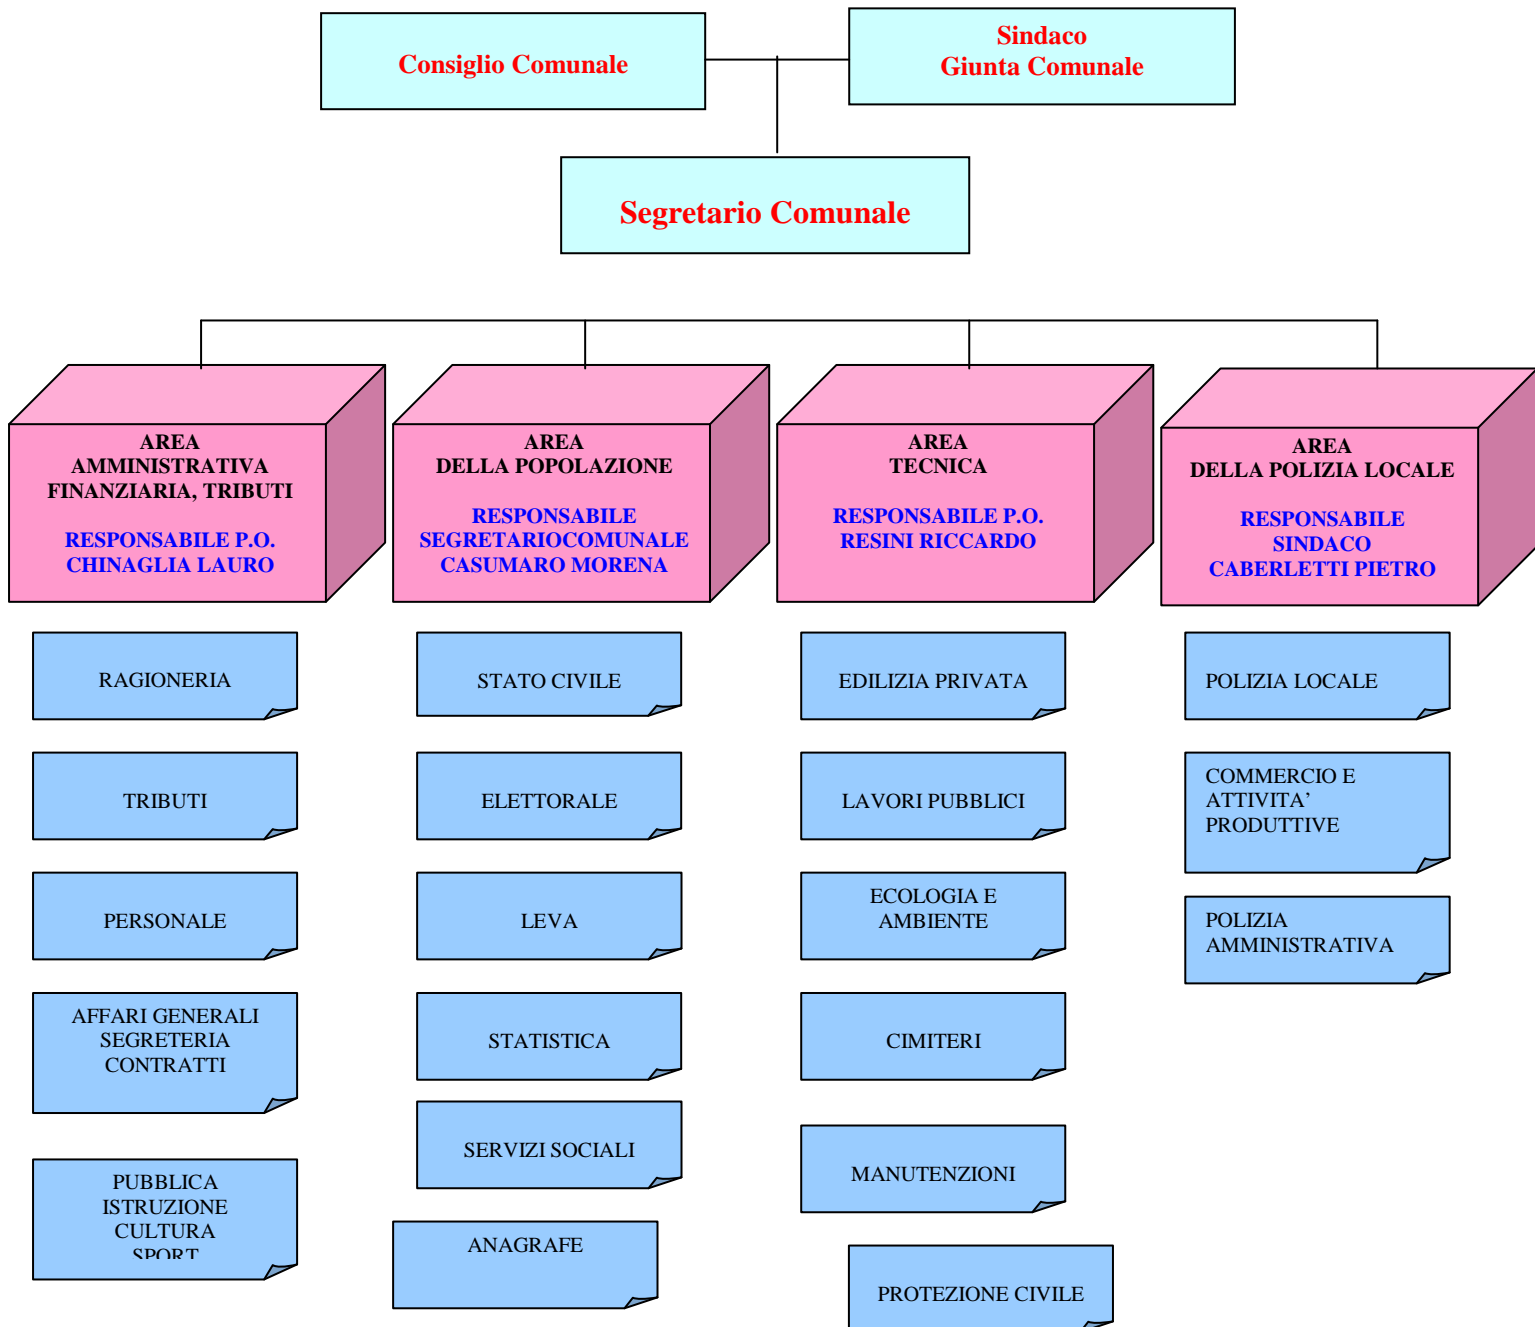 Consiglio Comunale
Sindaco
Giunta Comunale
Segretario Comunale
AREA
AMMINISTRATIVA
FINANZIARIA, TRIBUTI
RESPONSABILE P.O.
CHINAGLIA LAURO
AREA
DELLA POPOLAZIONE
RESPONSABILE
SEGRETARIOCOMUNALE
CASUMARO MORENA
AREA
TECNICA
RESPONSABILE P.O.
RESINI RICCARDO
AREA
DELLA POLIZIA LOCALE
RESPONSABILE
SINDACO
CABERLETTI PIETRO
RAGIONERIA
TRIBUTI
PERSONALE
AFFARI GENERALI
SEGRETERIA
CONTRATTI
PUBBLICA
ISTRUZIONE
CULTURA
SPORT
STATO CIVILE
ELETTORALE
LEVA
STATISTICA
SERVIZI SOCIALI
ANAGRAFE
EDILIZIA PRIVATA
LAVORI PUBBLICI
ECOLOGIA E
AMBIENTE
CIMITERI
MANUTENZIONI
PROTEZIONE CIVILE
POLIZIA LOCALE
COMMERCIO E
ATTIVITA’
PRODUTTIVE
POLIZIA
AMMINISTRATIVA